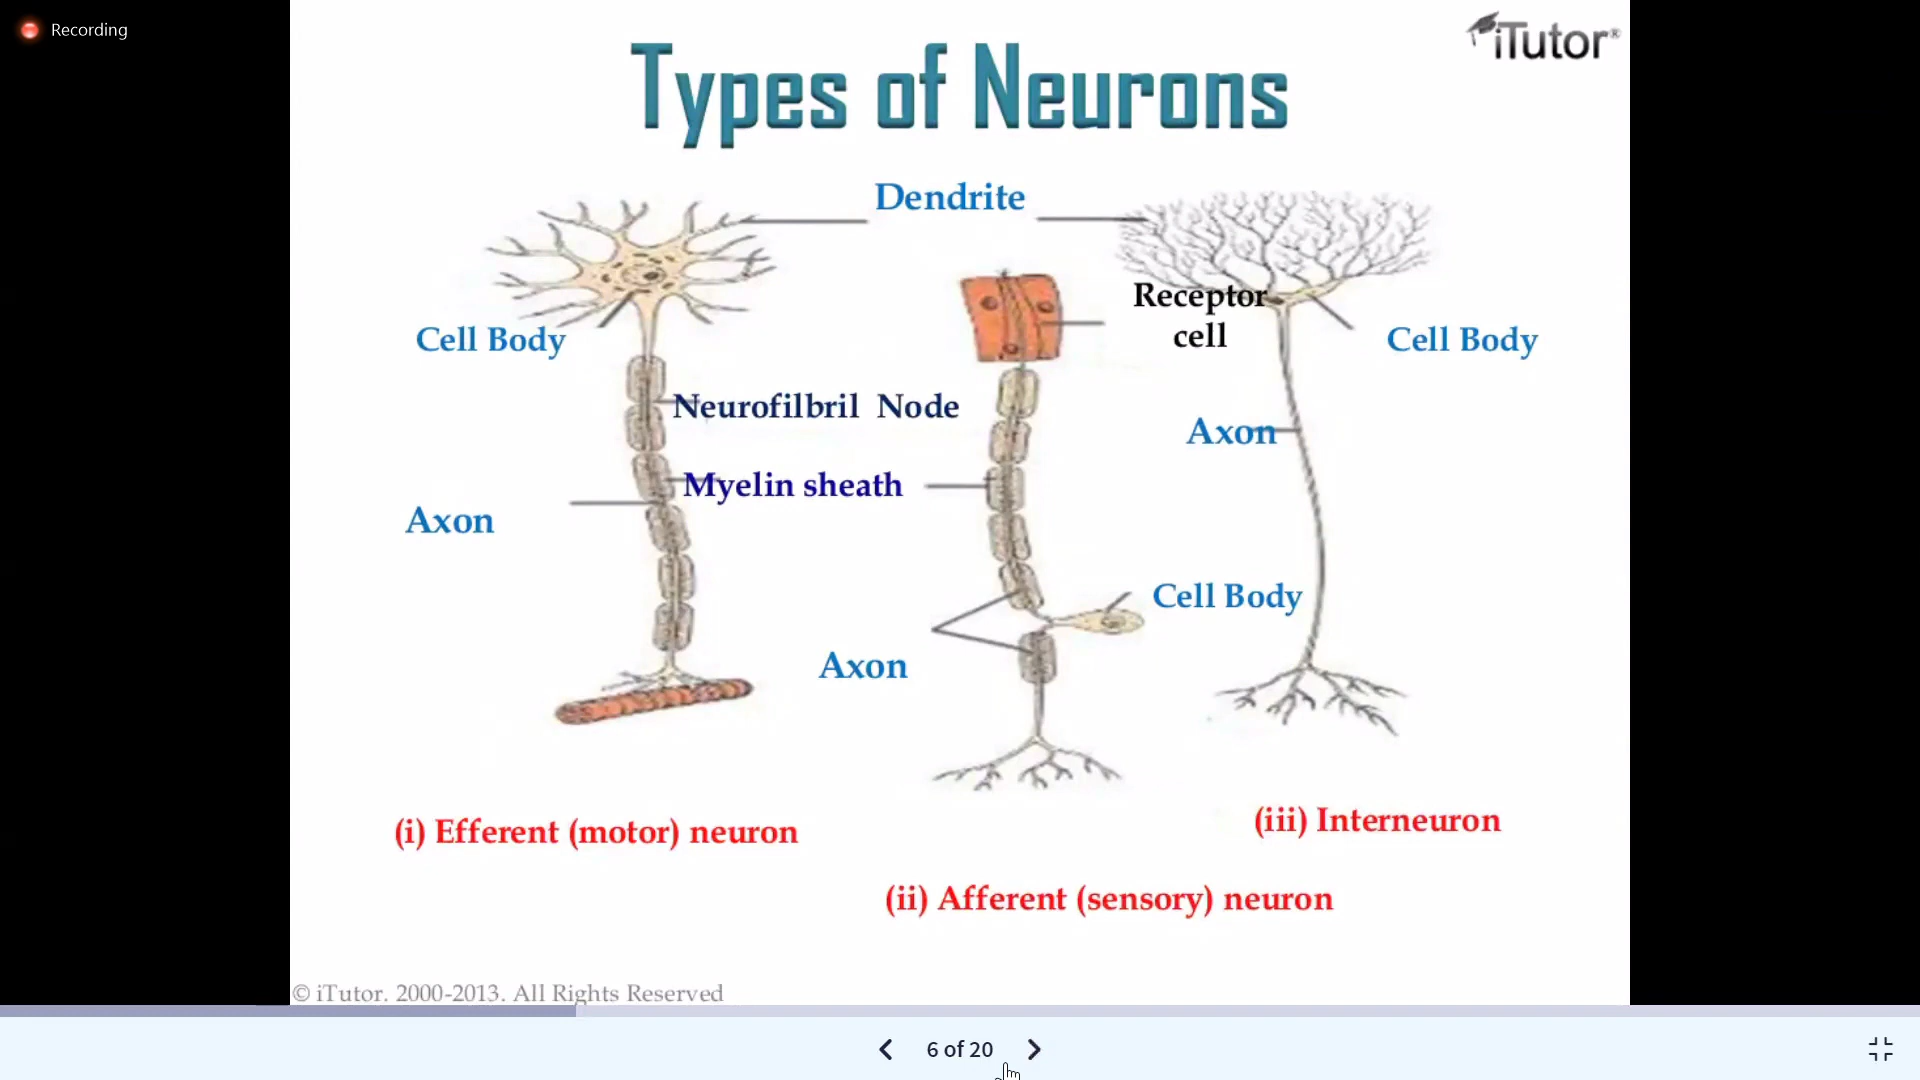 Recording
iTutor®
Types of Neurons
Dendrite
Receptor
cell
Cell Body
Cell Body
Neurofilbril Node
Axon
Myelin sheath
Axon
Cell Body
Axon
(iii) Interneuron
(i) Efferent (motor) neuron
(ii) Afferent (sensory) neuron
© iTutor. 2000-2013. All Rights Reserved
6 of 20